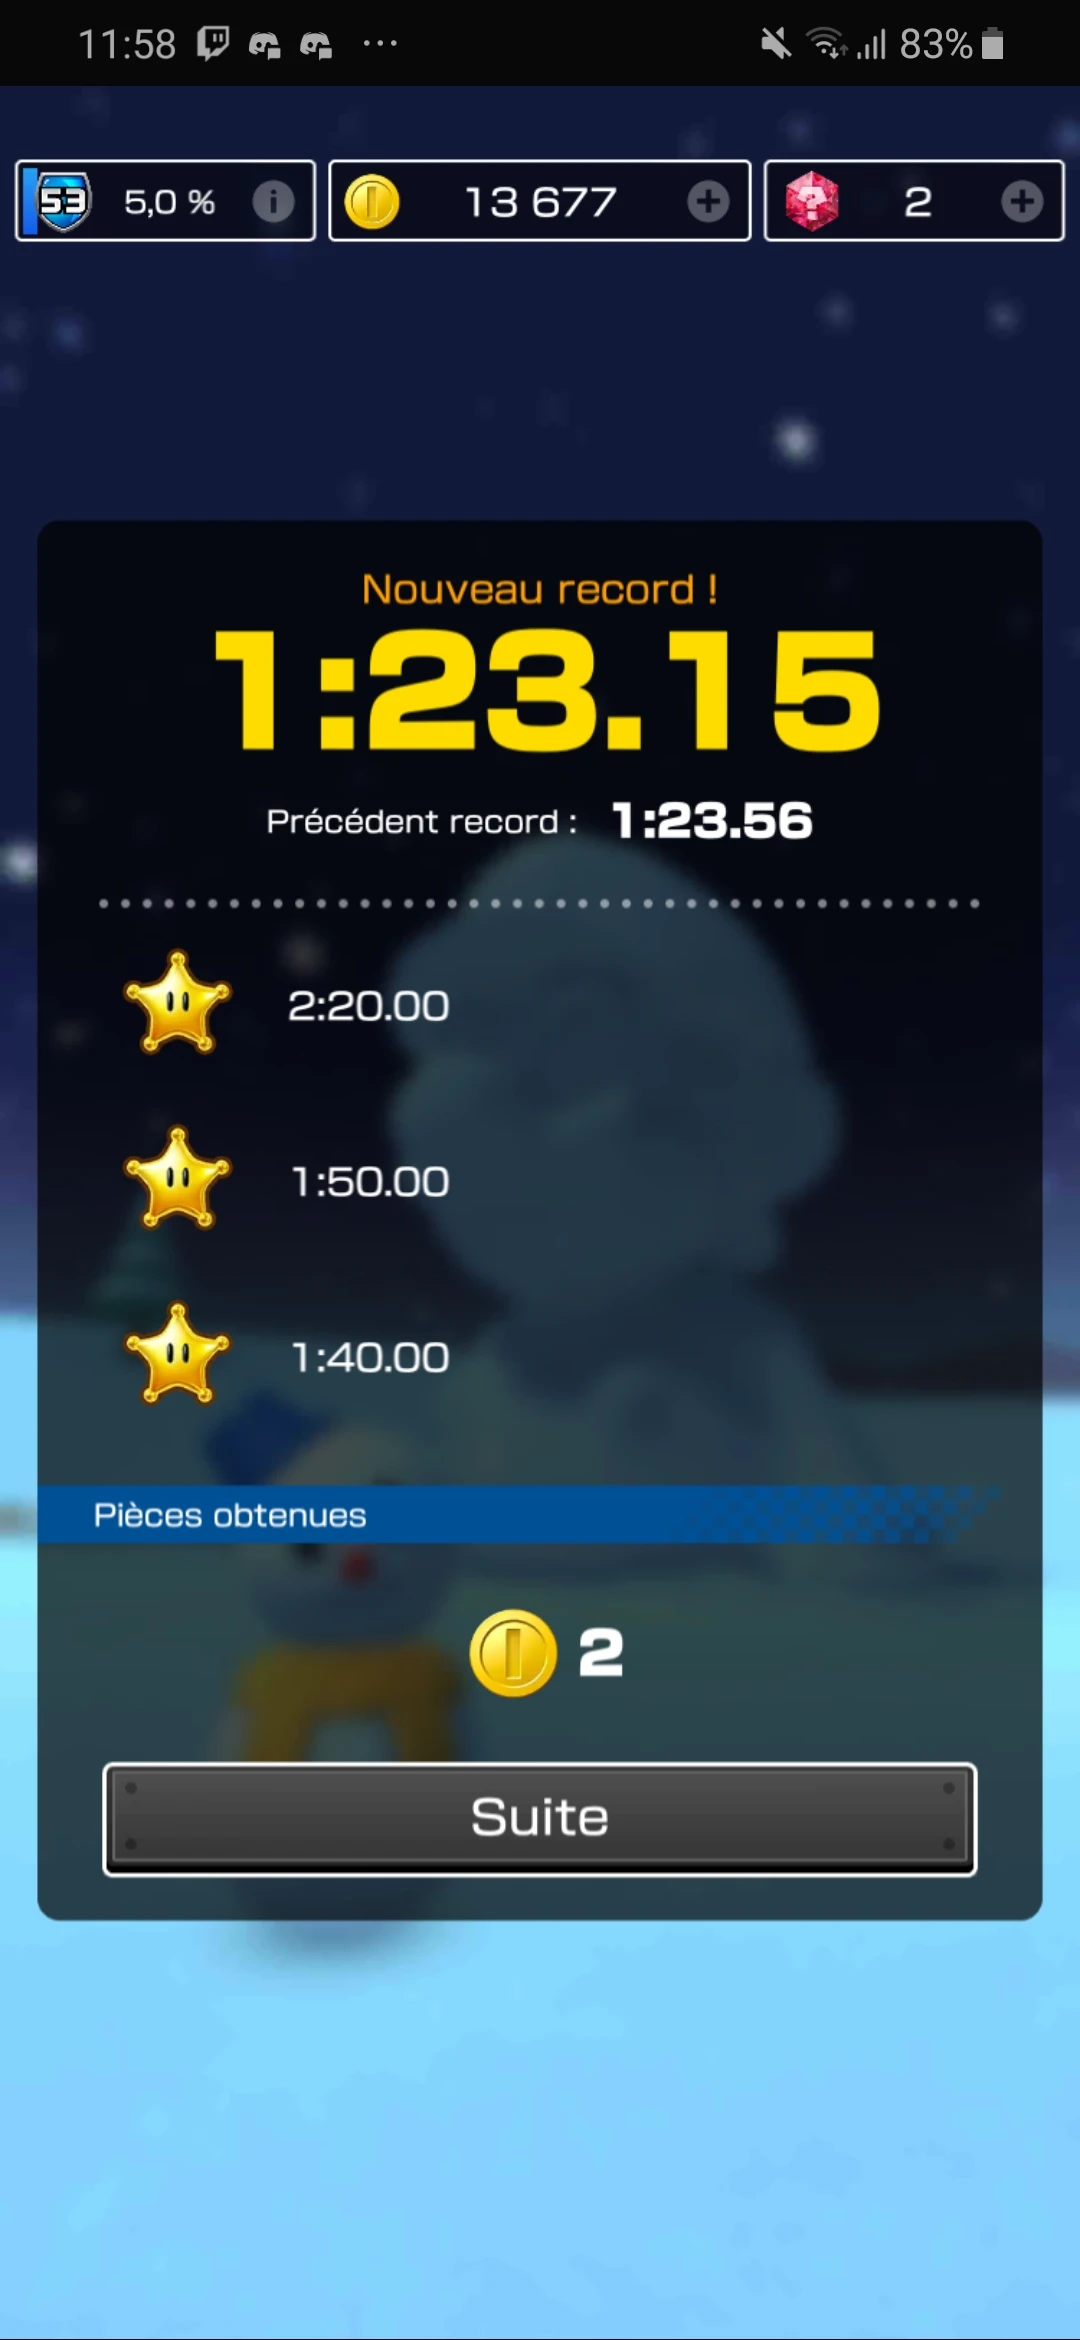 11:58 ... 83%
53 5,0 % i 13 677 + ? 2 +
Nouveau record !
1:23.15
Précédent record : 1:23.56
2:20.00
1:50.00
1:40.00
Pièces obtenues
2
Suite